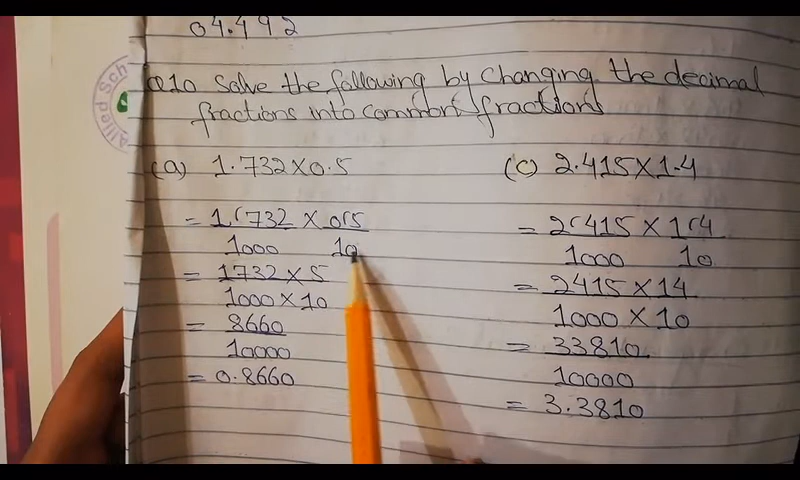 04.492
Allied Sch
Q10 Solve the following by changing the decimal
fractions into common fractions
(a) 1.732×0.5
= 1.732 × 0.5
1000 10
= 1732 × 5
1000 × 10
= 8660
10000
= 0.8660
(c) 2.415×1.4
= 2.415 × 1.4
1000 10
= 2415 × 14
1000 × 10
= 33810
10000
= 3.3810